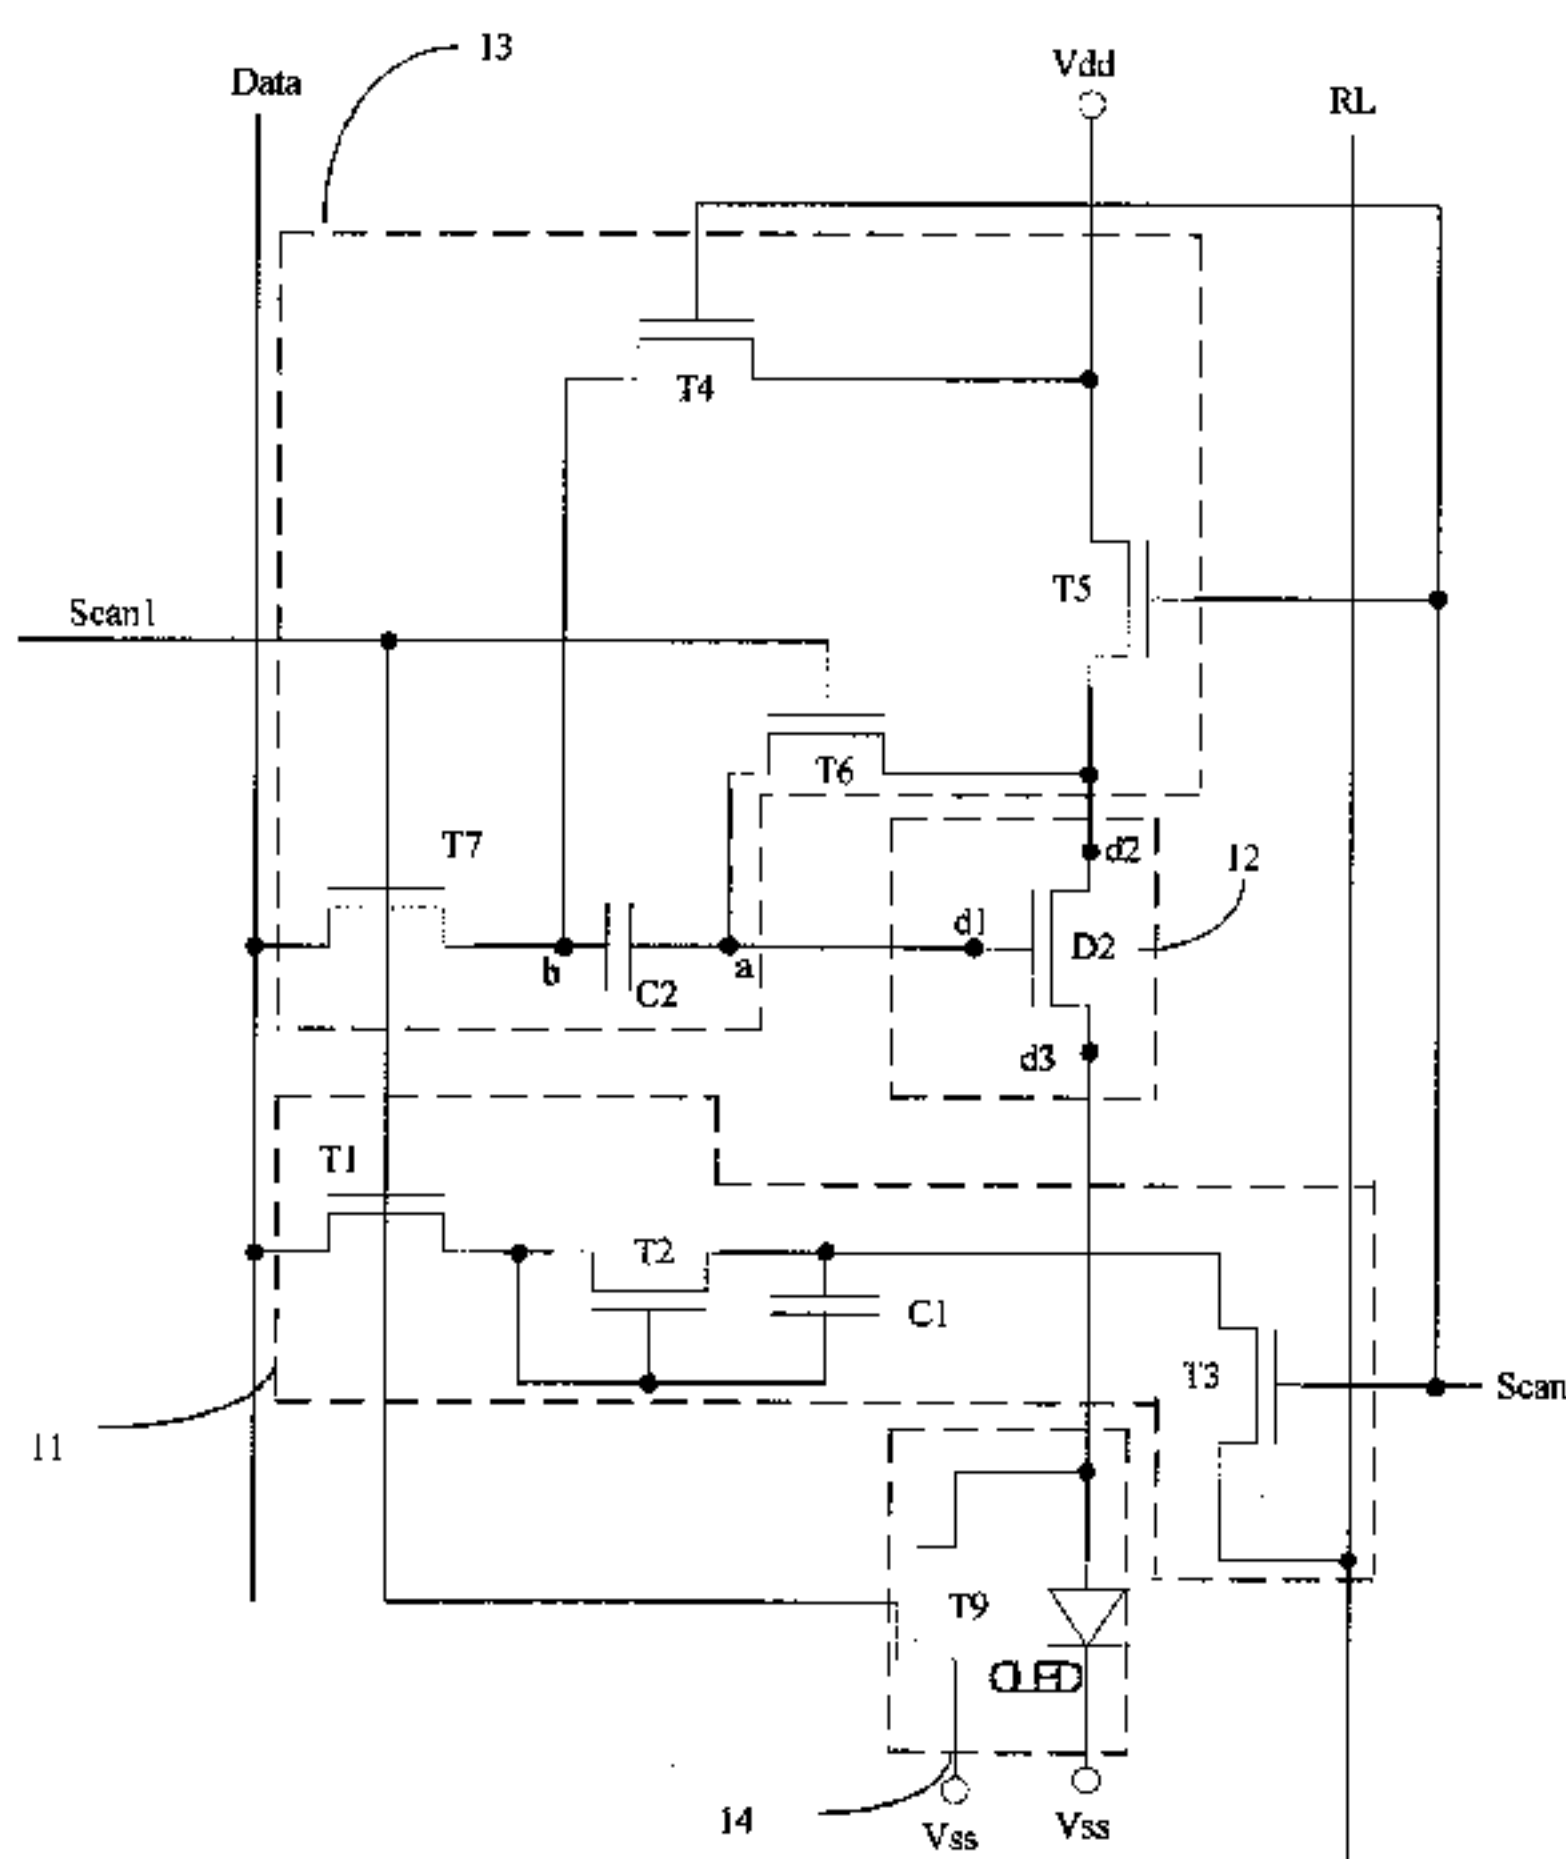 13
Data
Vdd
RL
T4
T5
Scan1
T6
T7
d2
12
d1
D2
b
a
C2
d3
T1
T2
C1
T3
Scan
11
T9
OLED
14
Vss
Vss